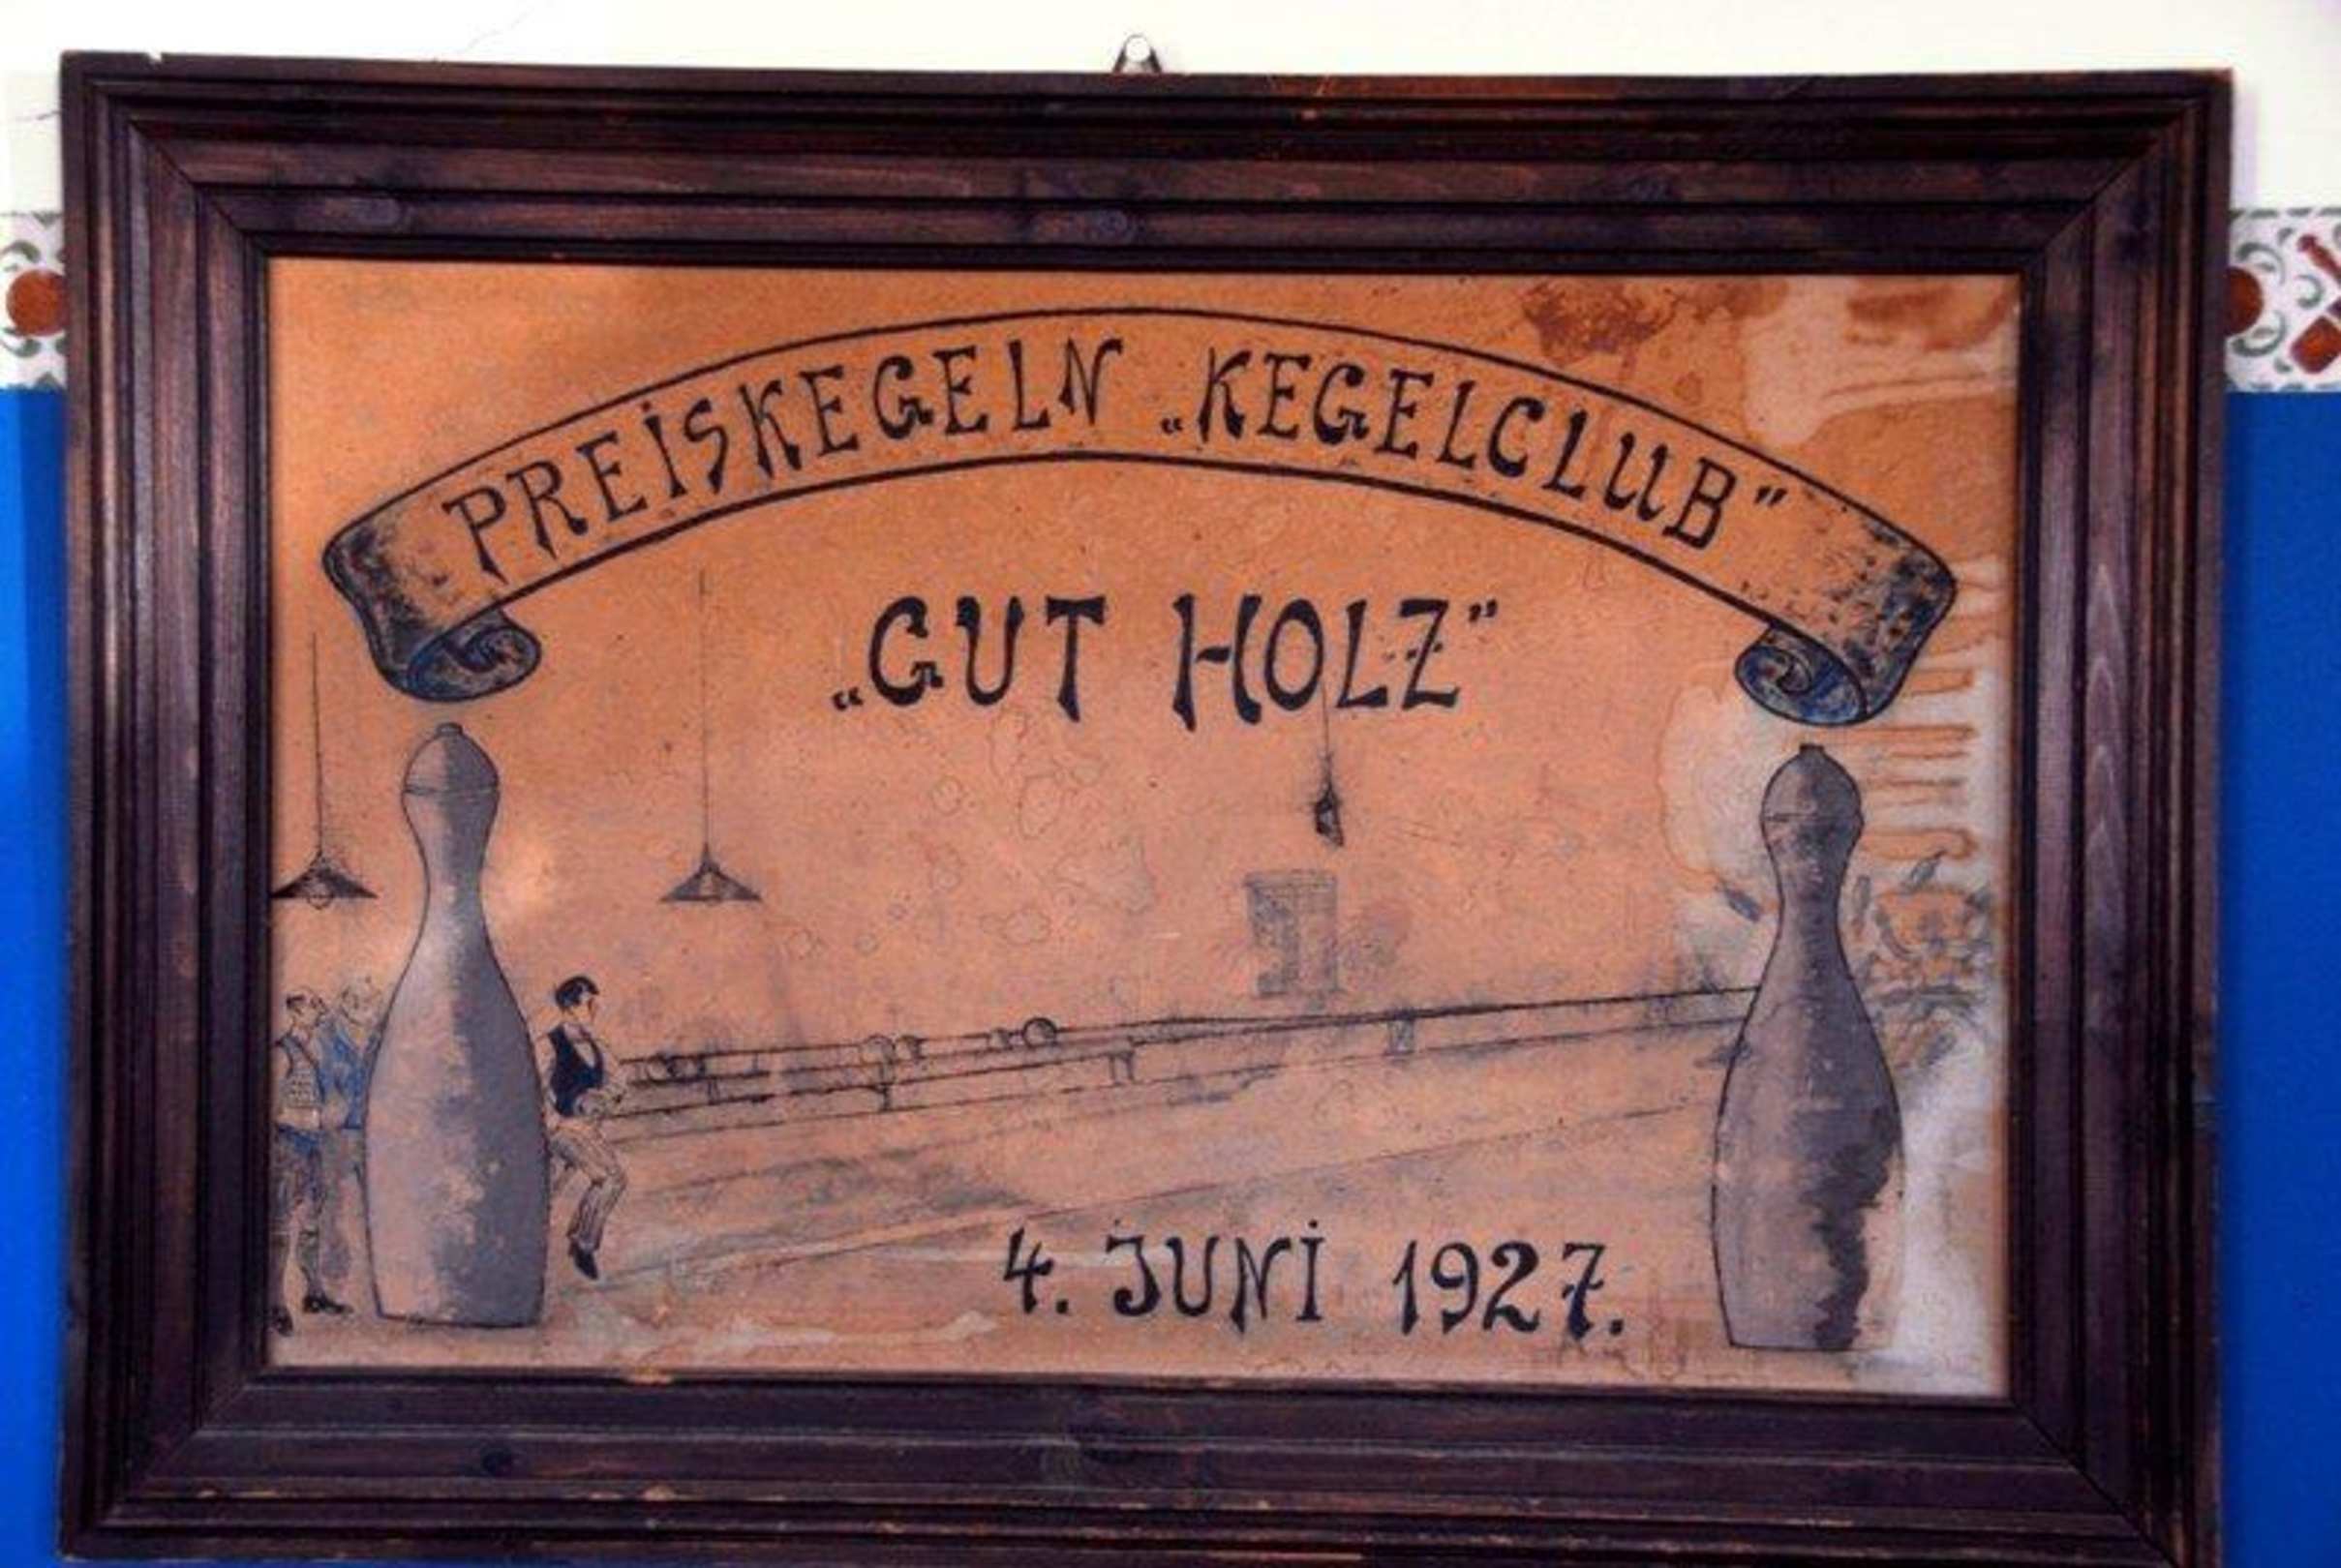 PREISKEGELN „KEGELCLUB"
„GUT HOLZ"
4. JUNI 1927.